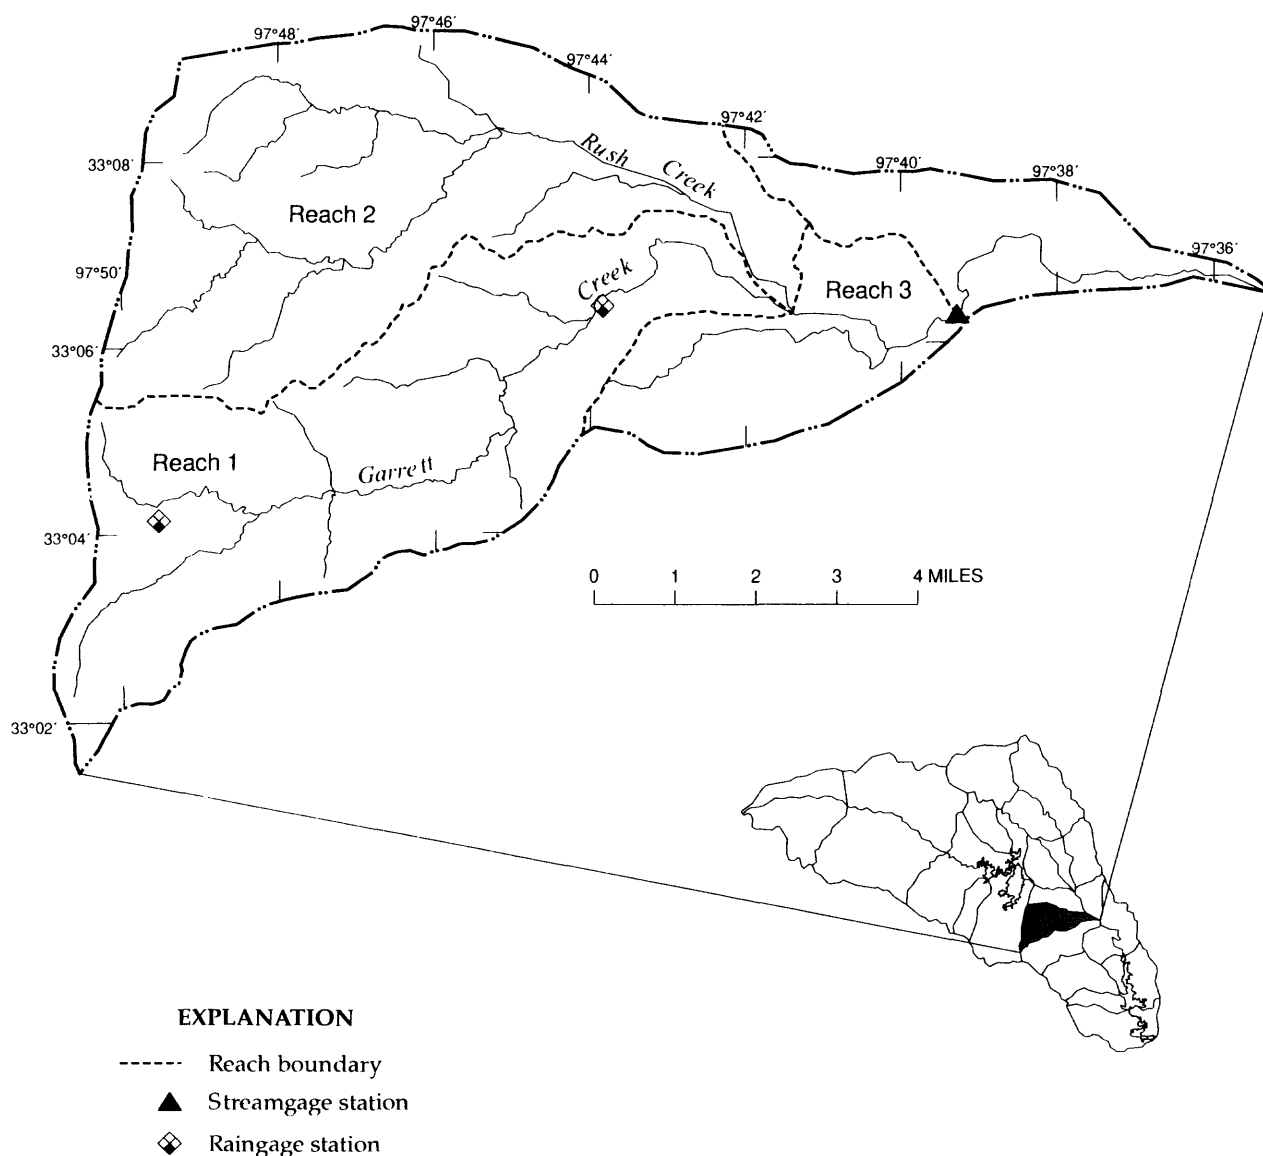 97°46´
97°48´
97°44´
97°42´
33°08´
Rush Creek
97°40´
97°38´
Reach 2
97°36´
97°50´
Creek
Reach 3
33°06´
Reach 1
Garrett
33°04´
0 1 2 3 4 MILES
33°02´
EXPLANATION
Reach boundary
Streamgage station
Raingage station